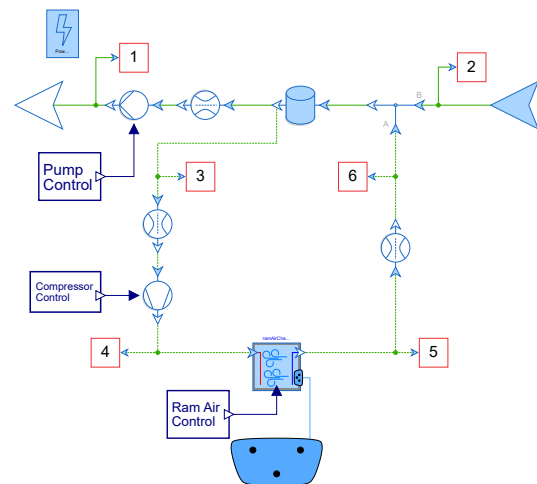 1
2
Pow...
B
A
Pump
Control
3
6
Compressor
Control
4
ramAirCha...
5
Ram Air
Control